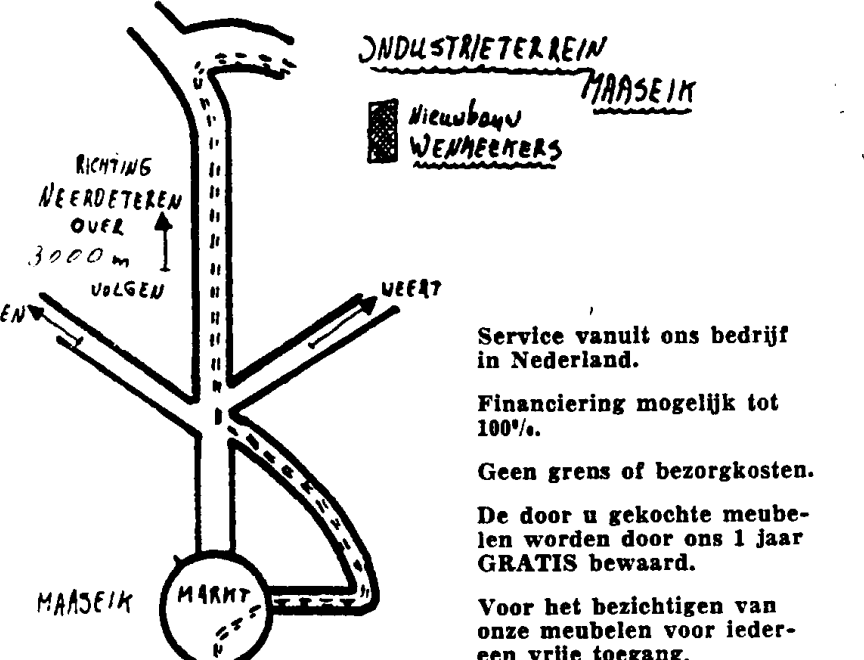 INDUSTRIETERREIN
MAASEIK
Nieuwbouw
WENMEEKERS
RICHTING
NEERDETEREN
OVER
3000 m
VOLGEN
EN
WEERT
MAASEIK
MARKT
Service vanuit ons bedrijf
in Nederland.
Financiering mogelijk tot
100%.
Geen grens of bezorgkosten.
De door u gekochte meube-
len worden door ons 1 jaar
GRATIS bewaard.
Voor het bezichtigen van
onze meubelen voor ieder-
een vrije toegang.